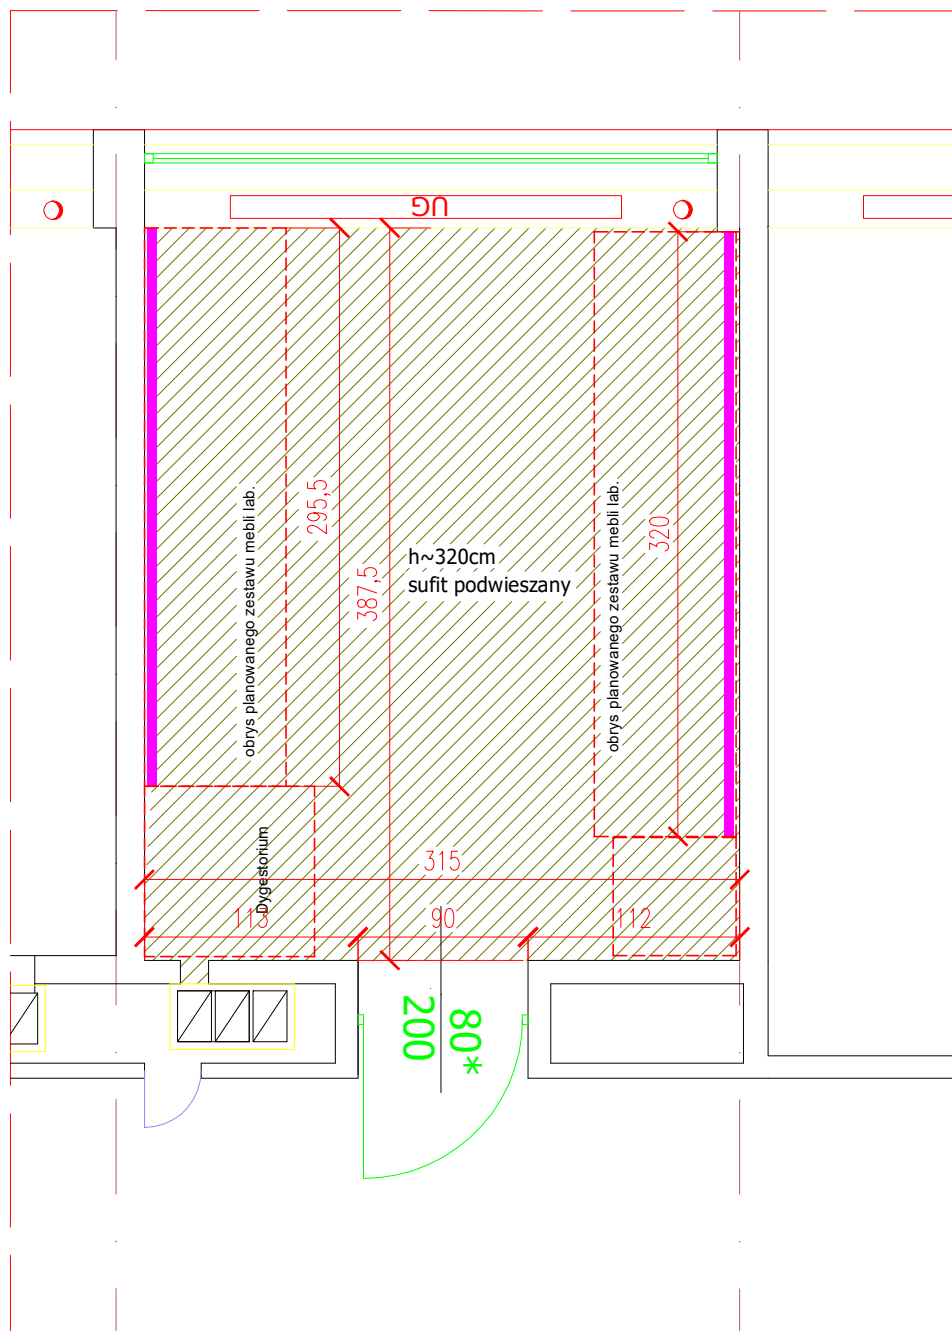 UG
obrys planowanego zestawu mebli lab.
295,5
387,5
h~320cm
sufit podwieszany
obrys planowanego zestawu mebli lab.
320
Dygestorium
315
113
90
112
80*
200